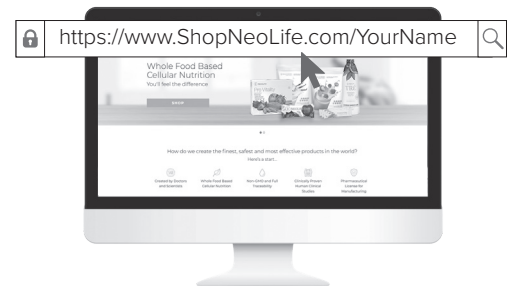 https://www.ShopNeoLife.com/YourName
Whole Food Based
Cellular Nutrition
You'll feel the difference
SHOP
How do we create the finest, safest and most effective products in the world?
Here's a start...
Created by Doctors and Scientists
Whole Food Based Cellular Nutrition
Non-GMO and Full Traceability
Clinically Proven Human Clinical Studies
Pharmaceutical License for Manufacturing